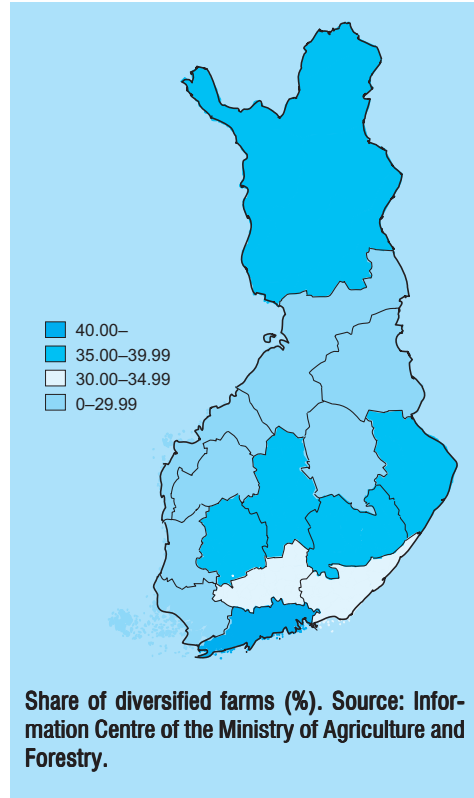 40.00–
35.00–39.99
30.00–34.99
0–29.99
Share of diversified farms (%). Source: Infor-
mation Centre of the Ministry of Agriculture and
Forestry.